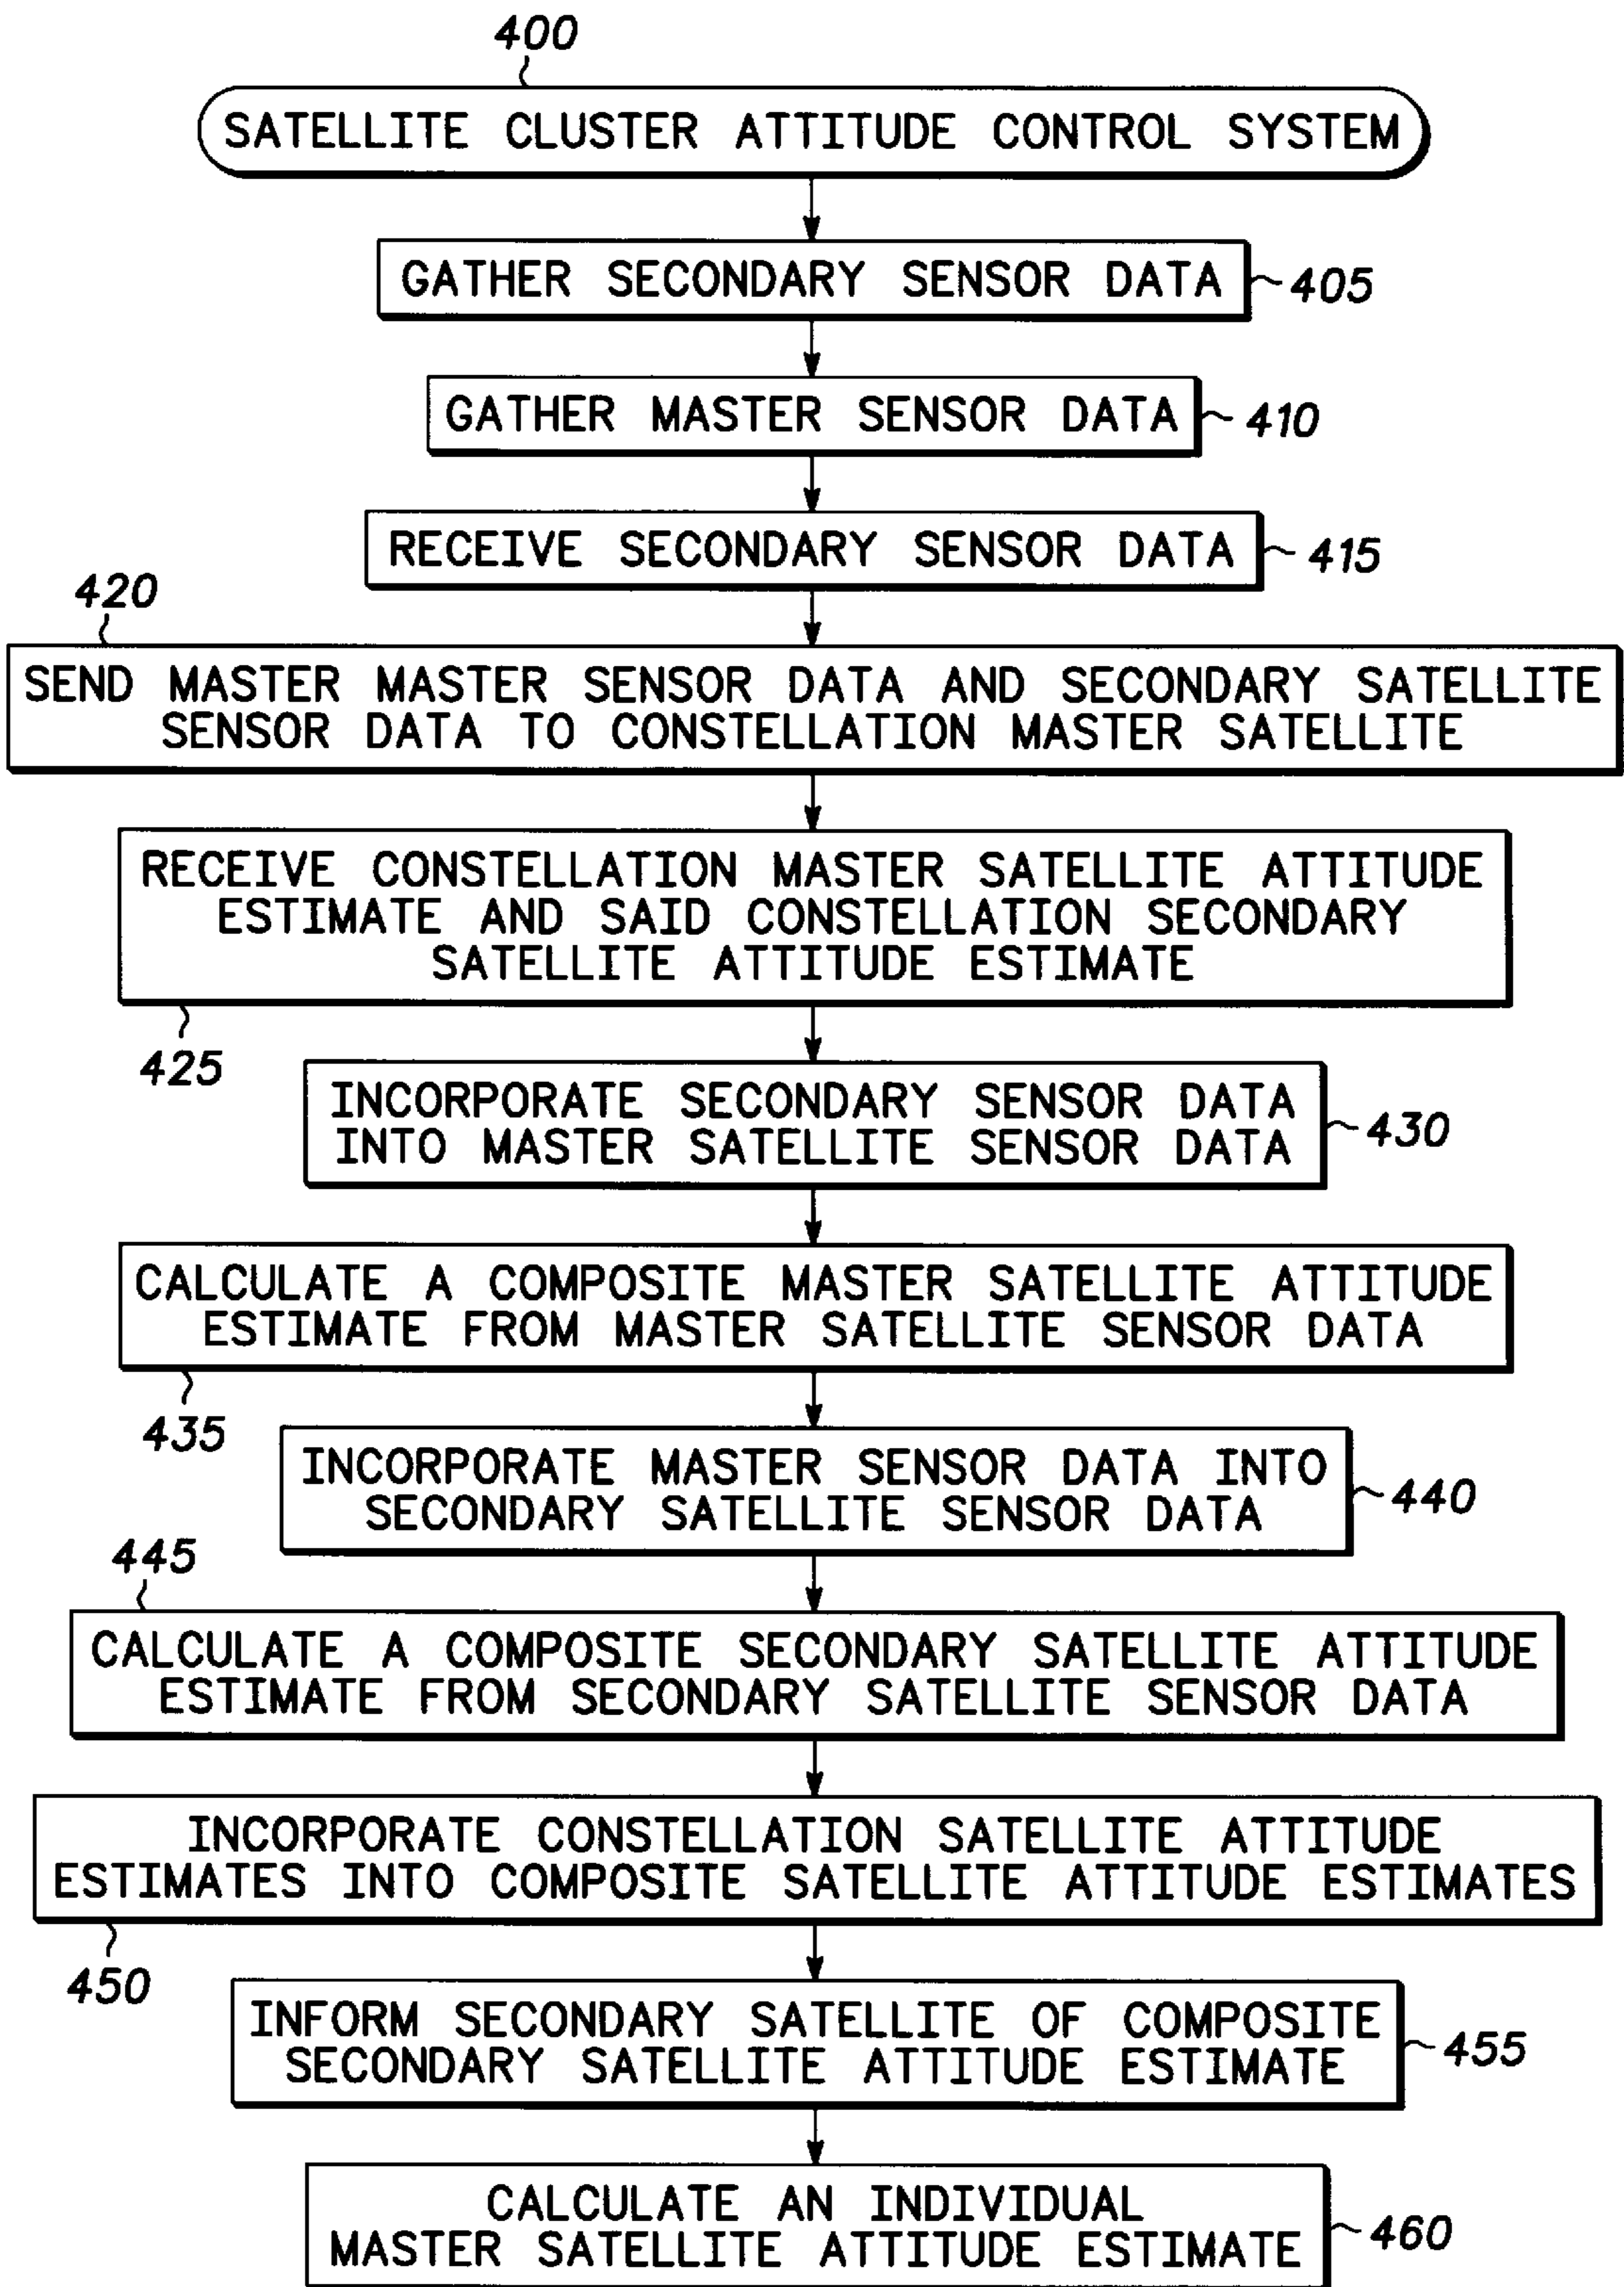 400
SATELLITE CLUSTER ATTITUDE CONTROL SYSTEM
GATHER SECONDARY SENSOR DATA
405
GATHER MASTER SENSOR DATA
410
RECEIVE SECONDARY SENSOR DATA
415
420
SEND MASTER MASTER SENSOR DATA AND SECONDARY SATELLITE
SENSOR DATA TO CONSTELLATION MASTER SATELLITE
RECEIVE CONSTELLATION MASTER SATELLITE ATTITUDE
ESTIMATE AND SAID CONSTELLATION SECONDARY
SATELLITE ATTITUDE ESTIMATE
425
INCORPORATE SECONDARY SENSOR DATA
INTO MASTER SATELLITE SENSOR DATA
430
CALCULATE A COMPOSITE MASTER SATELLITE ATTITUDE
ESTIMATE FROM MASTER SATELLITE SENSOR DATA
435
INCORPORATE MASTER SENSOR DATA INTO
SECONDARY SATELLITE SENSOR DATA
440
445
CALCULATE A COMPOSITE SECONDARY SATELLITE ATTITUDE
ESTIMATE FROM SECONDARY SATELLITE SENSOR DATA
INCORPORATE CONSTELLATION SATELLITE ATTITUDE
ESTIMATES INTO COMPOSITE SATELLITE ATTITUDE ESTIMATES
450
INFORM SECONDARY SATELLITE OF COMPOSITE
SECONDARY SATELLITE ATTITUDE ESTIMATE
455
CALCULATE AN INDIVIDUAL
MASTER SATELLITE ATTITUDE ESTIMATE
460